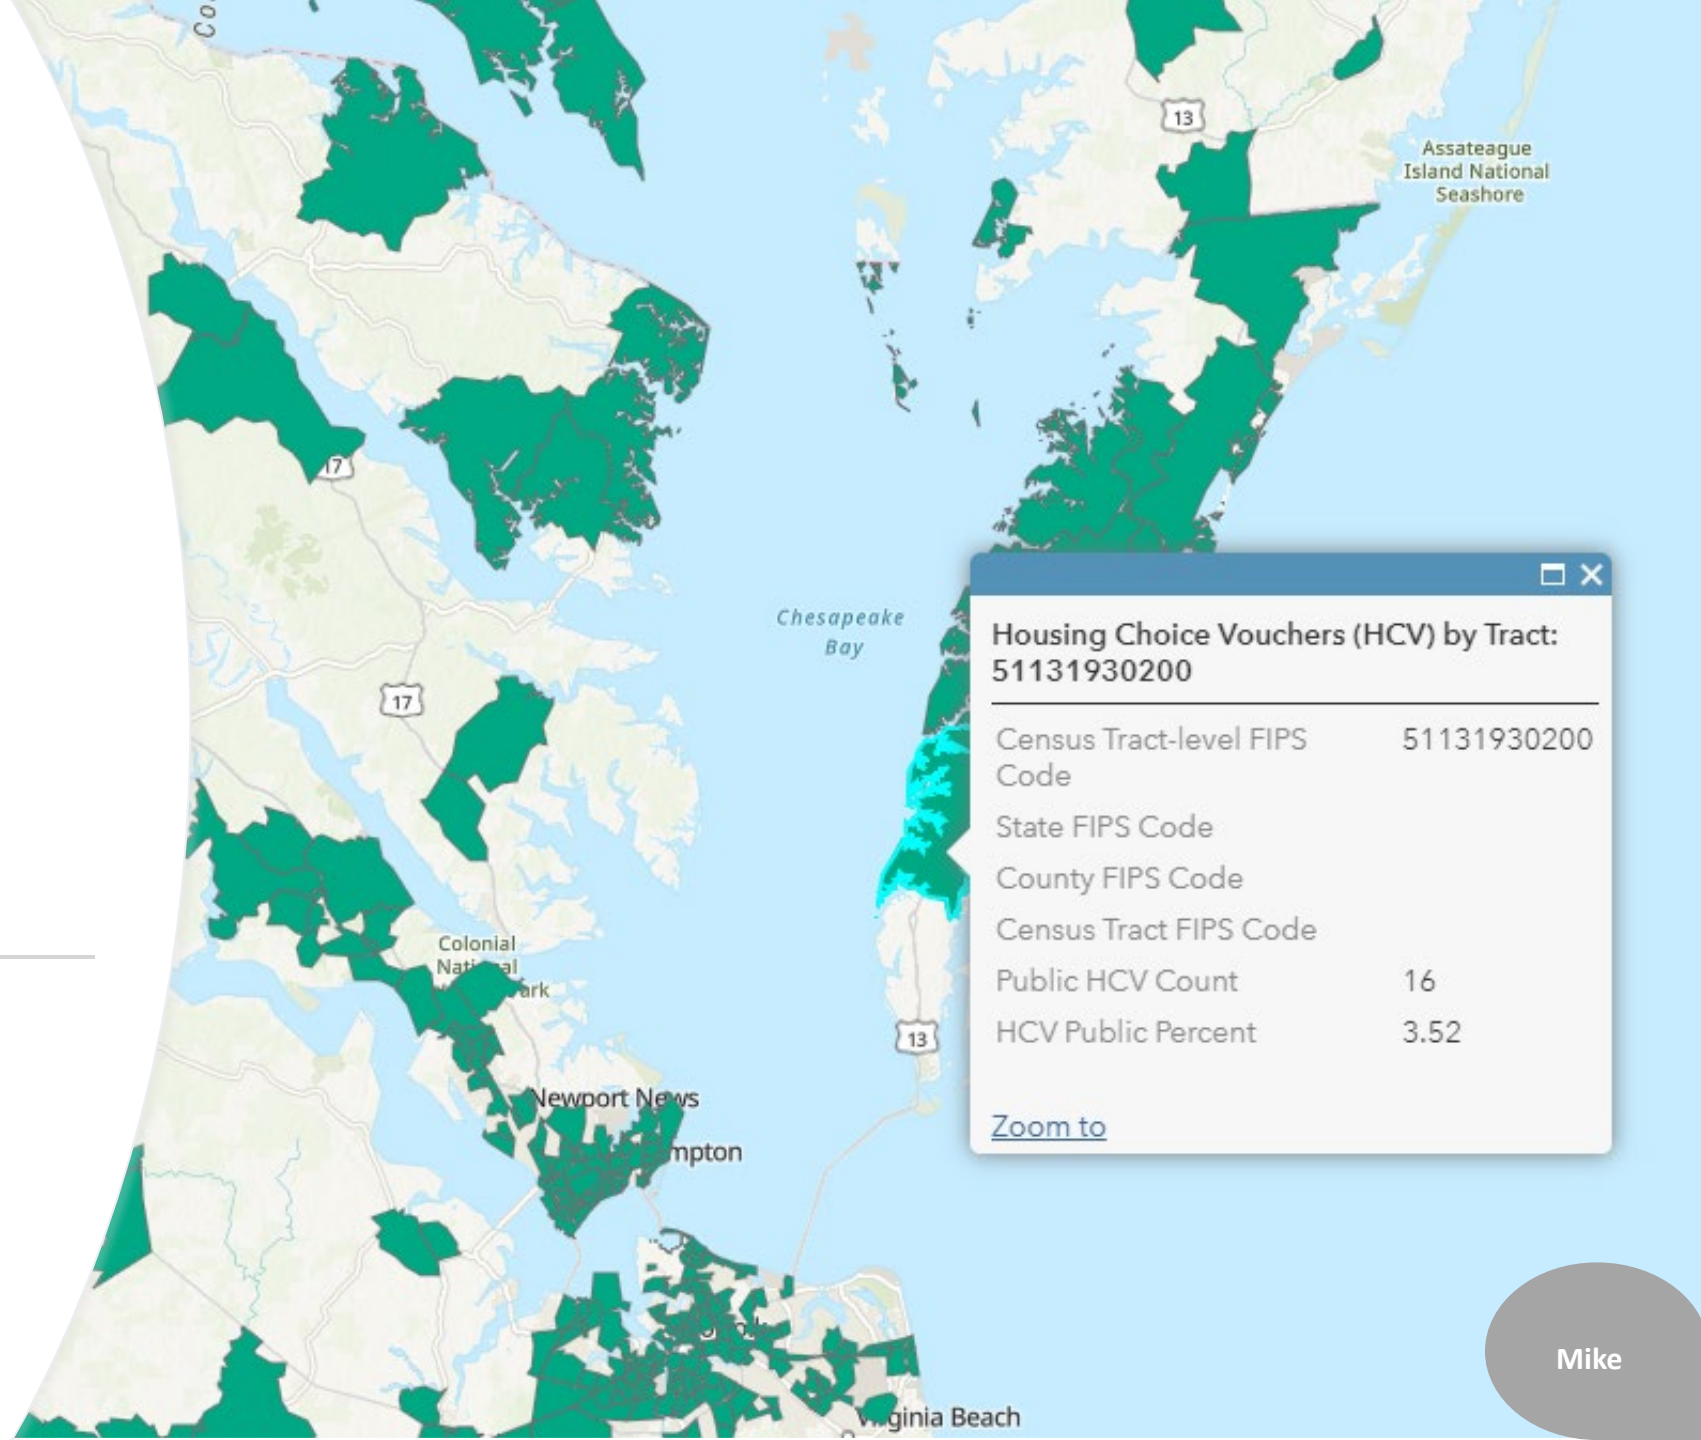 Co
13
Assateague
Island National
Seashore
17
Chesapeake
Bay
17
Housing Choice Vouchers (HCV) by Tract:
51131930200
Census Tract-level FIPS 51131930200
Code
State FIPS Code
County FIPS Code
Census Tract FIPS Code
Public HCV Count 16
HCV Public Percent 3.52
Zoom to
Colonial
13
Newport News
Mike
Beach